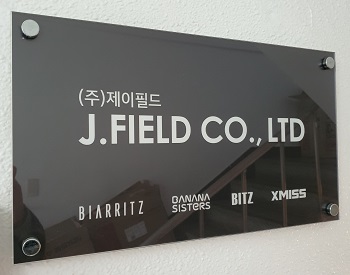 (주)제이필드
J.FIELD CO., LTD
BIARRITZ BANANA SISTERS BITZ XMISS